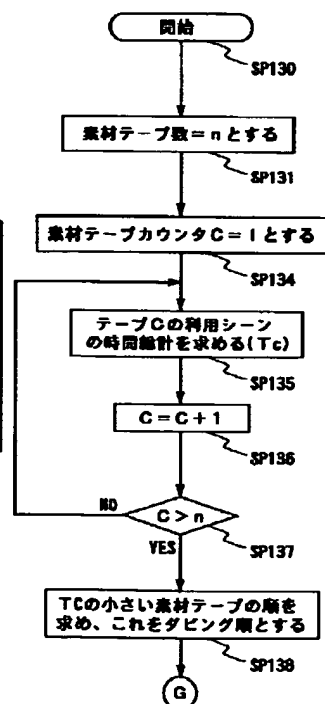 開始
SP130
素材テープ数=nとする
SP131
素材テープカウンタC=1とする
SP134
テープCの利用シーン
の時間総計を求める(Tc)
SP135
C=C+1
SP136
NO
C>n
YES
SP137
TCの小さい素材テープの順を
求め、これをダビング順とする
SP138
G